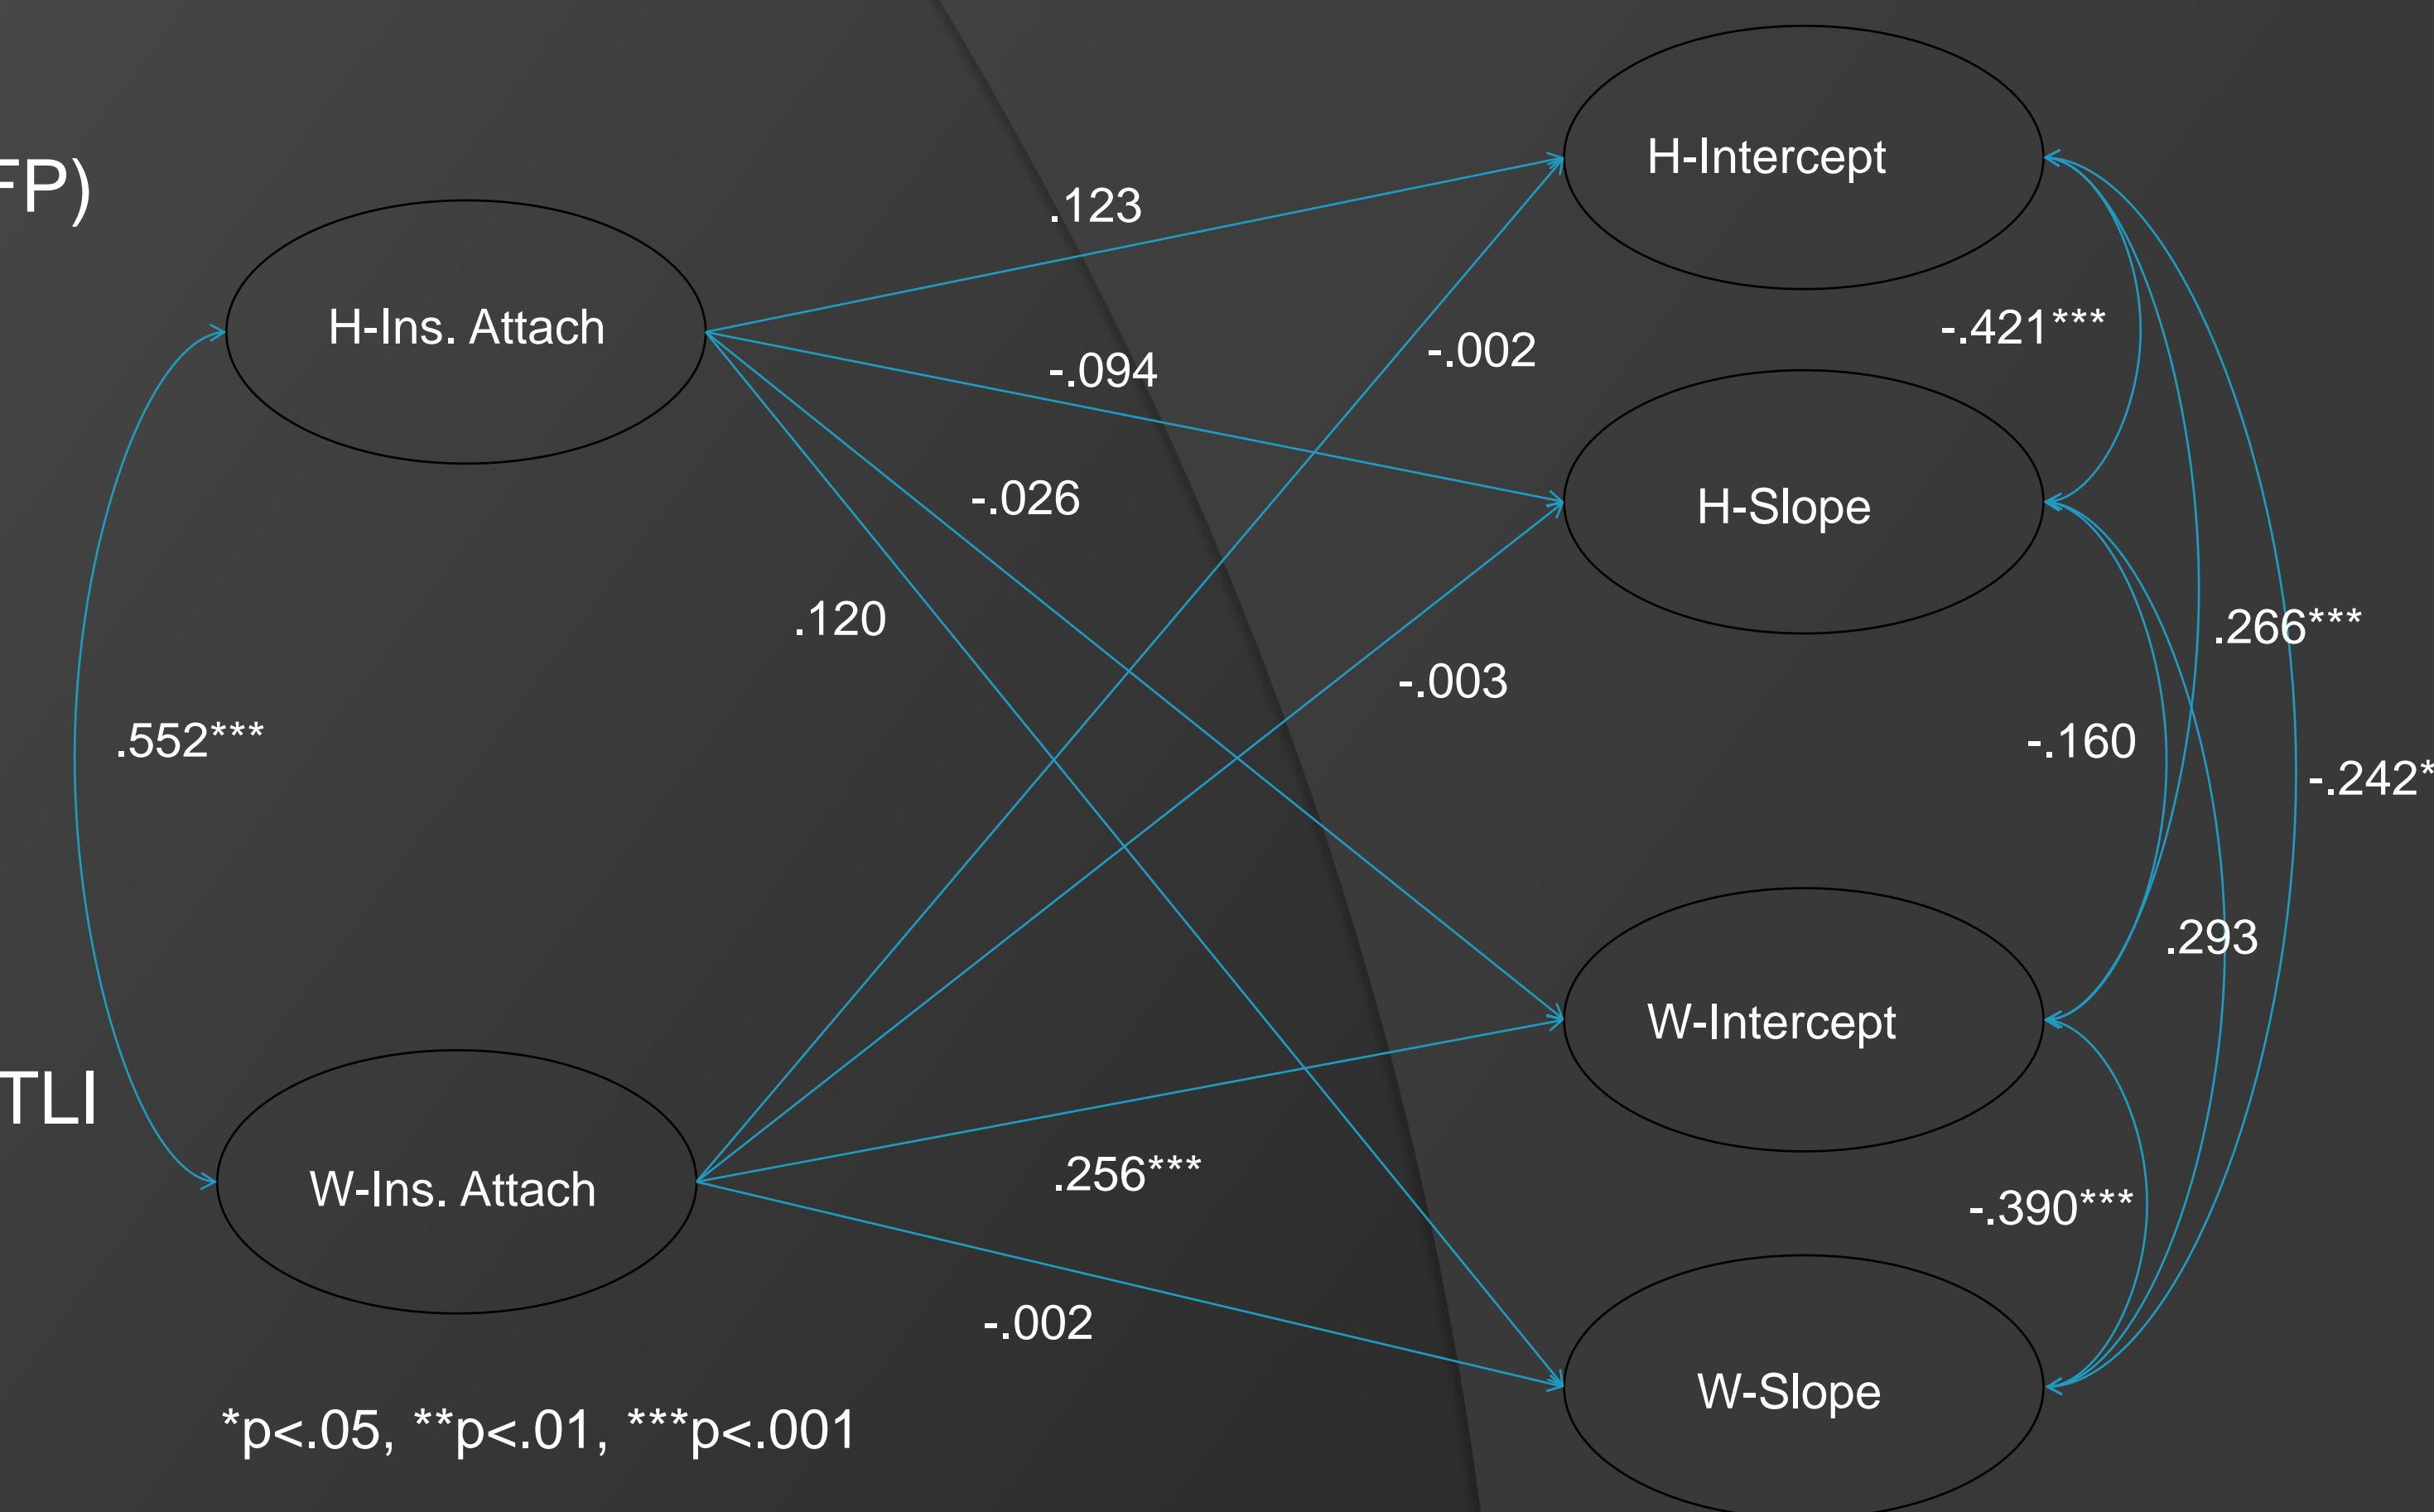 FP)
H-Intercept
.123
H-Ins. Attach
-.421***
-.002
-.094
-.026
H-Slope
.120
.266***
-.003
.552***
-.160
-.242*
.293
W-Intercept
TLI
.256***
W-Ins. Attach
-.390***
-.002
W-Slope
*p<.05, **p<.01, ***p<.001